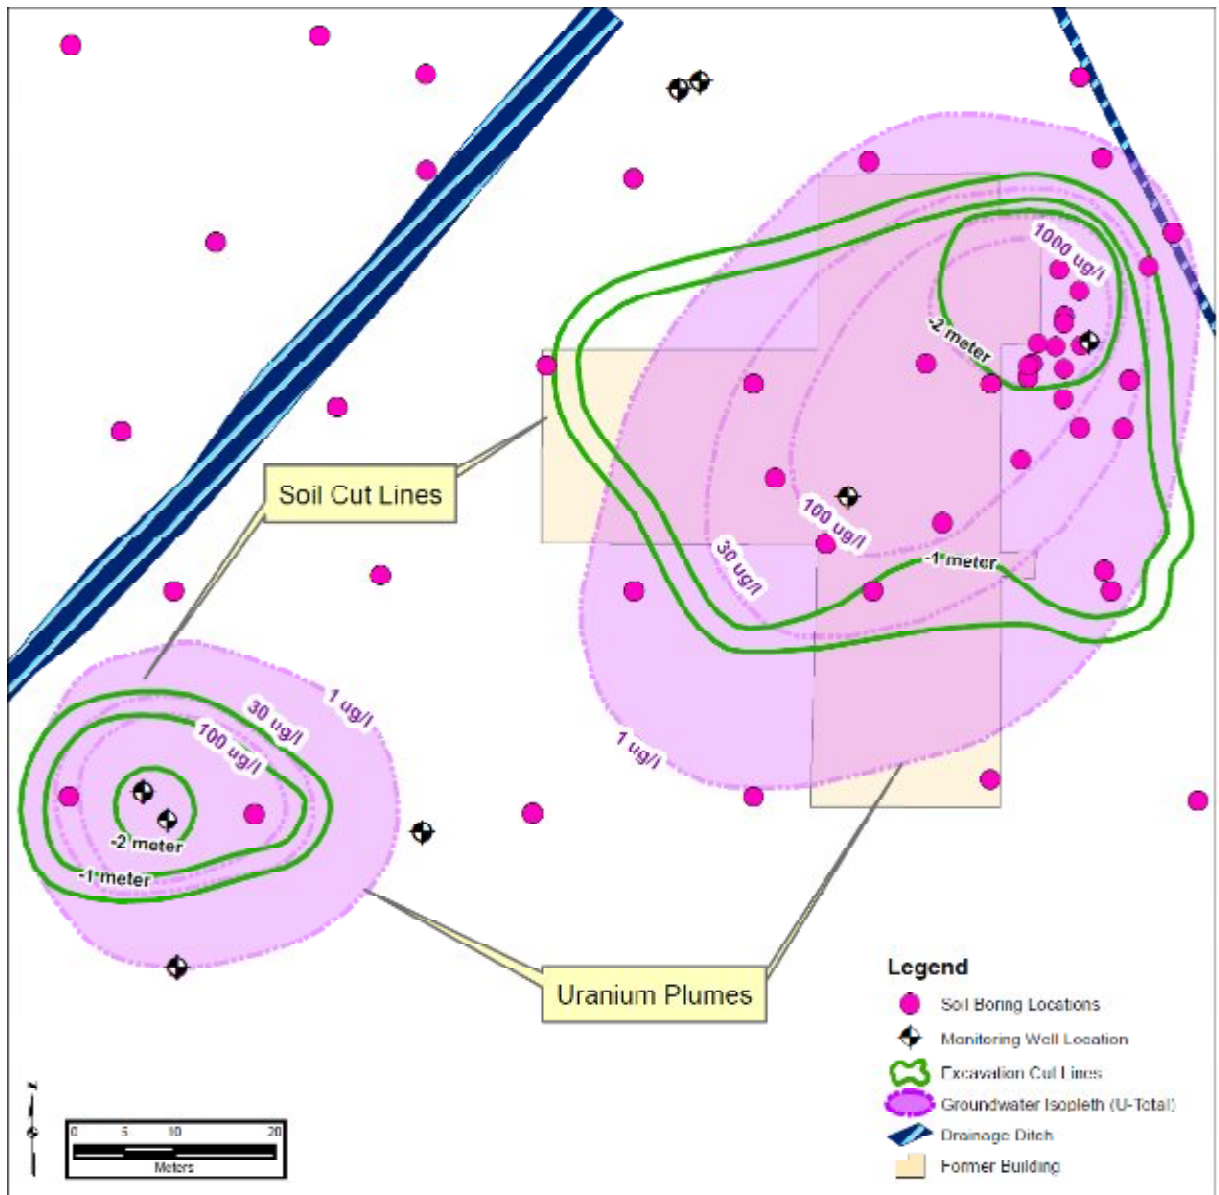 1000 ug/l
-2 meter
Soil Cut Lines
100 ug/l
30 ug/l
-1 meter
1 ug/l
30 ug/l
100 ug/l
1 ug/l
-2 meter
-1 meter
Uranium Plumes
Legend
Soil Boring Locations
Monitoring Well Location
Excavation Cut Lines
Groundwater Isopleth (U-Total)
Drainage Ditch
Former Building
0 5 10 20
Meters